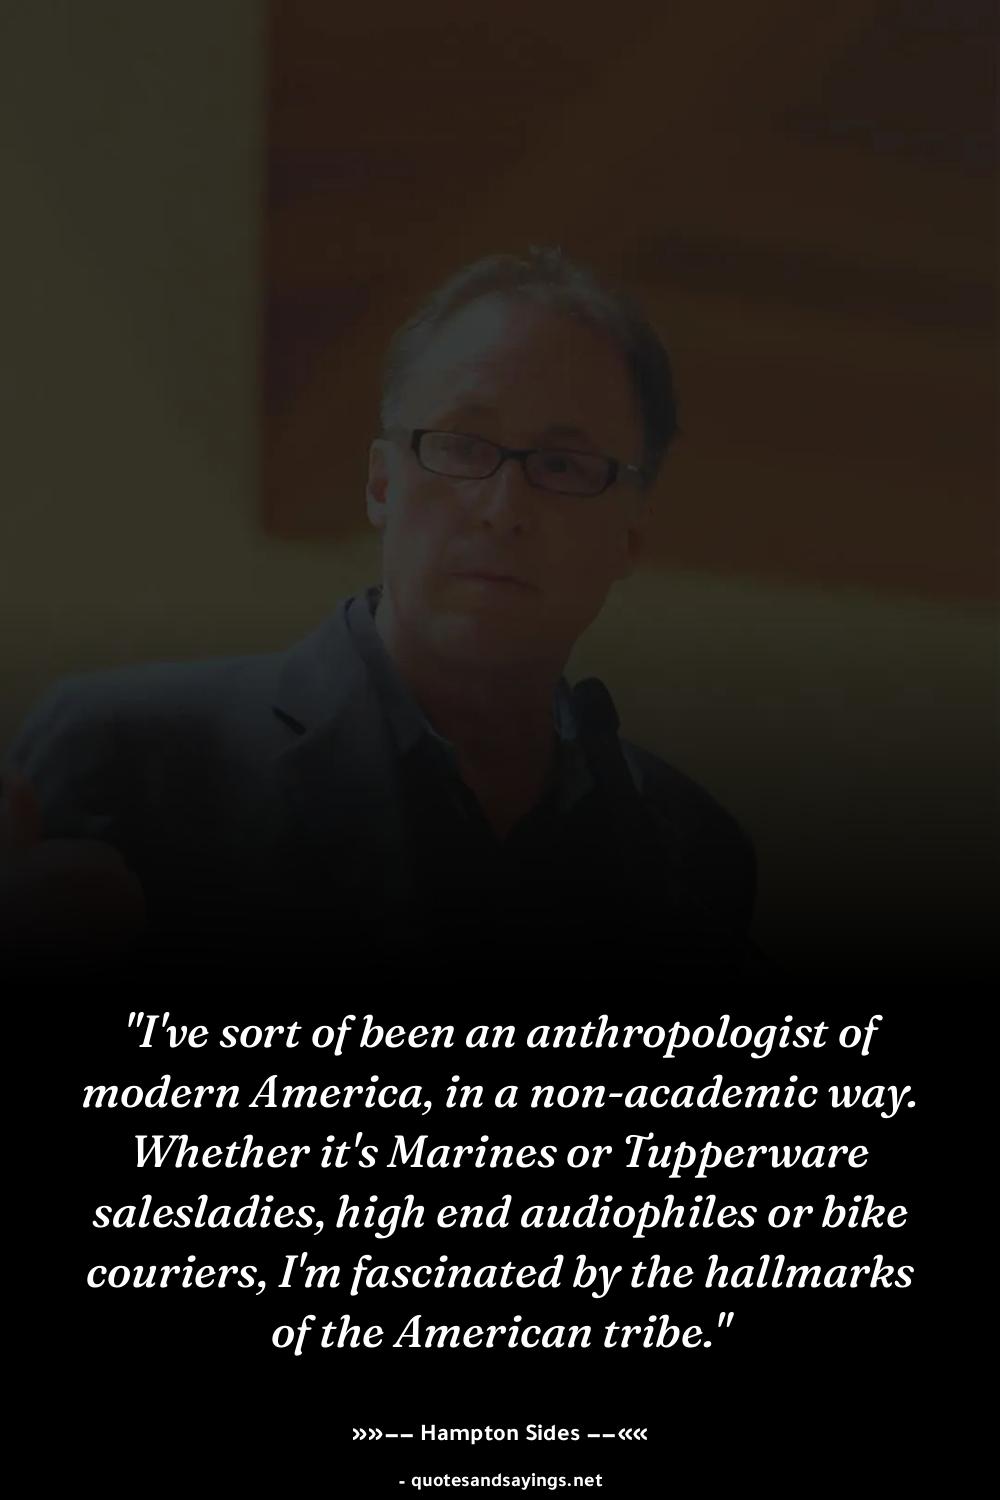 "I've sort of been an anthropologist of
modern America, in a non-academic way.
Whether it's Marines or Tupperware
salesladies, high end audiophiles or bike
couriers, I'm fascinated by the hallmarks
of the American tribe."
»»−− Hampton Sides −−««
- quotesandsayings.net